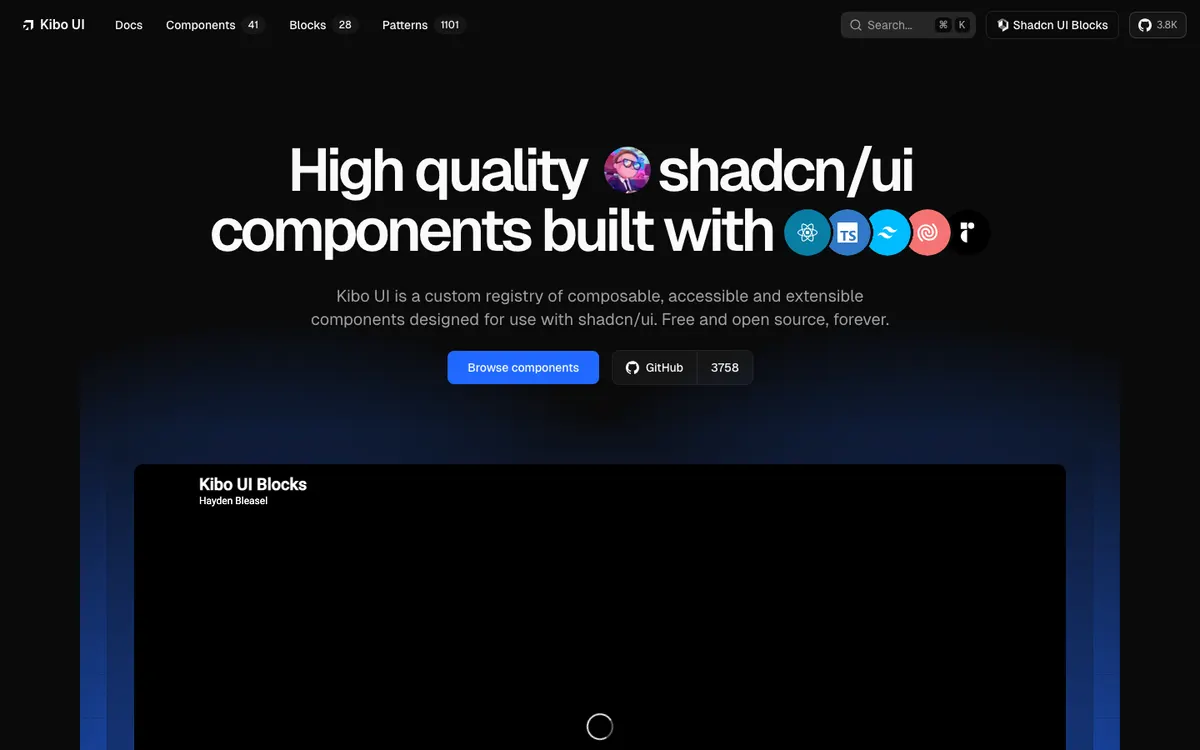 Kibo UI Docs Components 41 Blocks 28 Patterns 1101 Search... ⌘ K Shadcn UI Blocks 3.8K
High quality shadcn/ui
components built with TS
Kibo UI is a custom registry of composable, accessible and extensible
components designed for use with shadcn/ui. Free and open source, forever.
Browse components GitHub 3758
Kibo UI Blocks
Hayden Bleasel